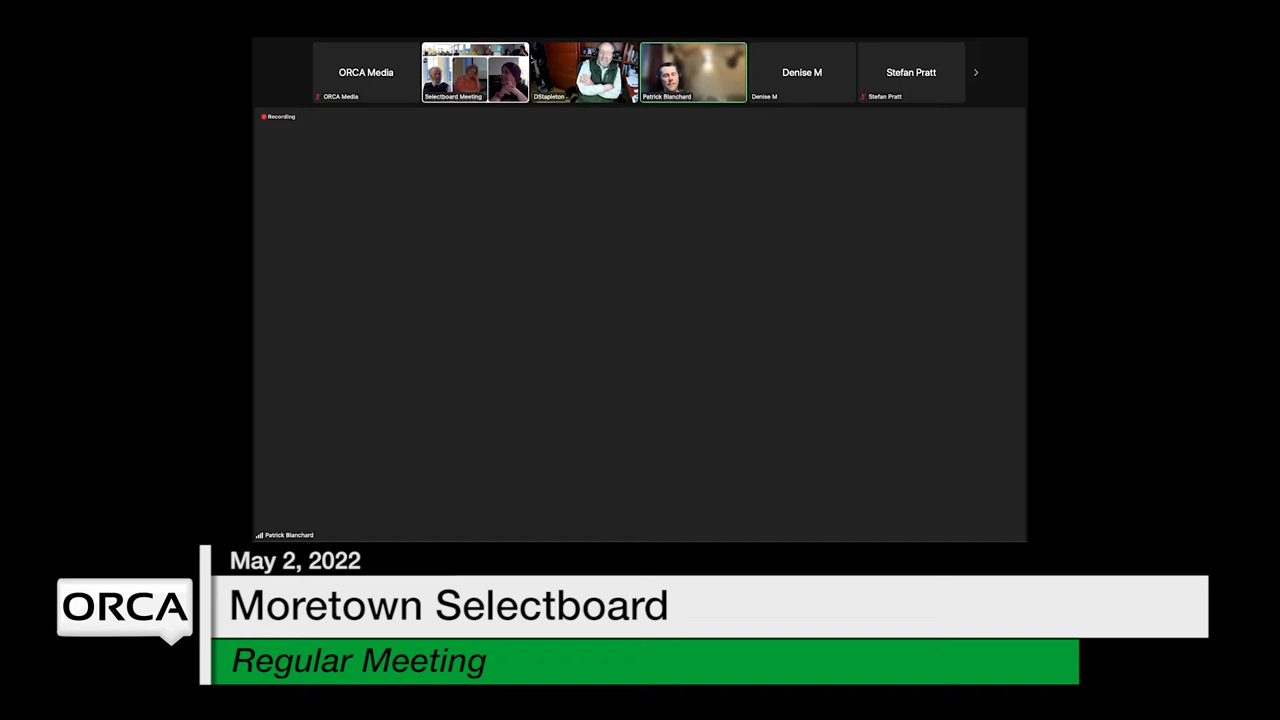 ORCA Media
Denise M
Stefan Pratt
ORCA Media
Selectboard Meeting
DStapleton -
Patrick Blanchard
Denise M
Stefan Pratt
Recording
Patrick Blanchard
May 2, 2022
ORCA
Moretown Selectboard
Regular Meeting